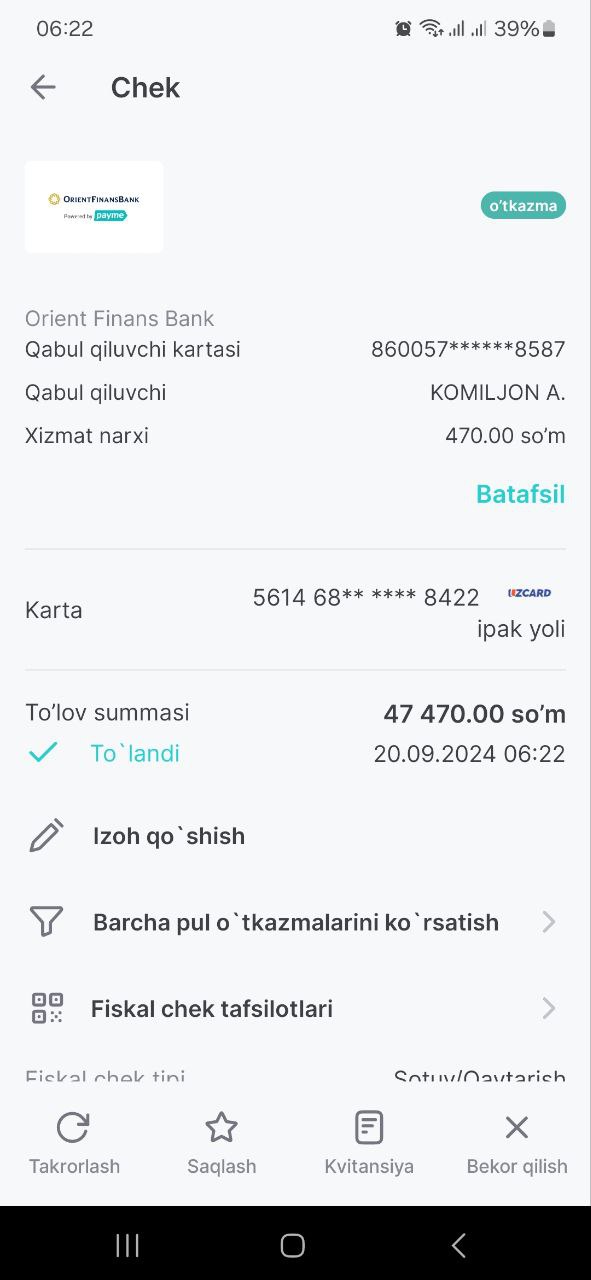 06:22
39%
Chek
ORIENTFINANSBANK
Powered by payme
o'tkazma
Orient Finans Bank
Qabul qiluvchi kartasi 860057******8587
Qabul qiluvchi KOMILJON A.
Xizmat narxi 470.00 so'm
Batafsil
Karta 5614 68** **** 8422 UZCARD
ipak yoli
To'lov summasi 47 470.00 so'm
To`landi 20.09.2024 06:22
Izoh qo`shish
Barcha pul o`tkazmalarini ko`rsatish
Fiskal chek tafsilotlari
Fiskal chek tipi Sotuv/Qaytarish
Takrorlash Saqlash Kvitansiya Bekor qilish